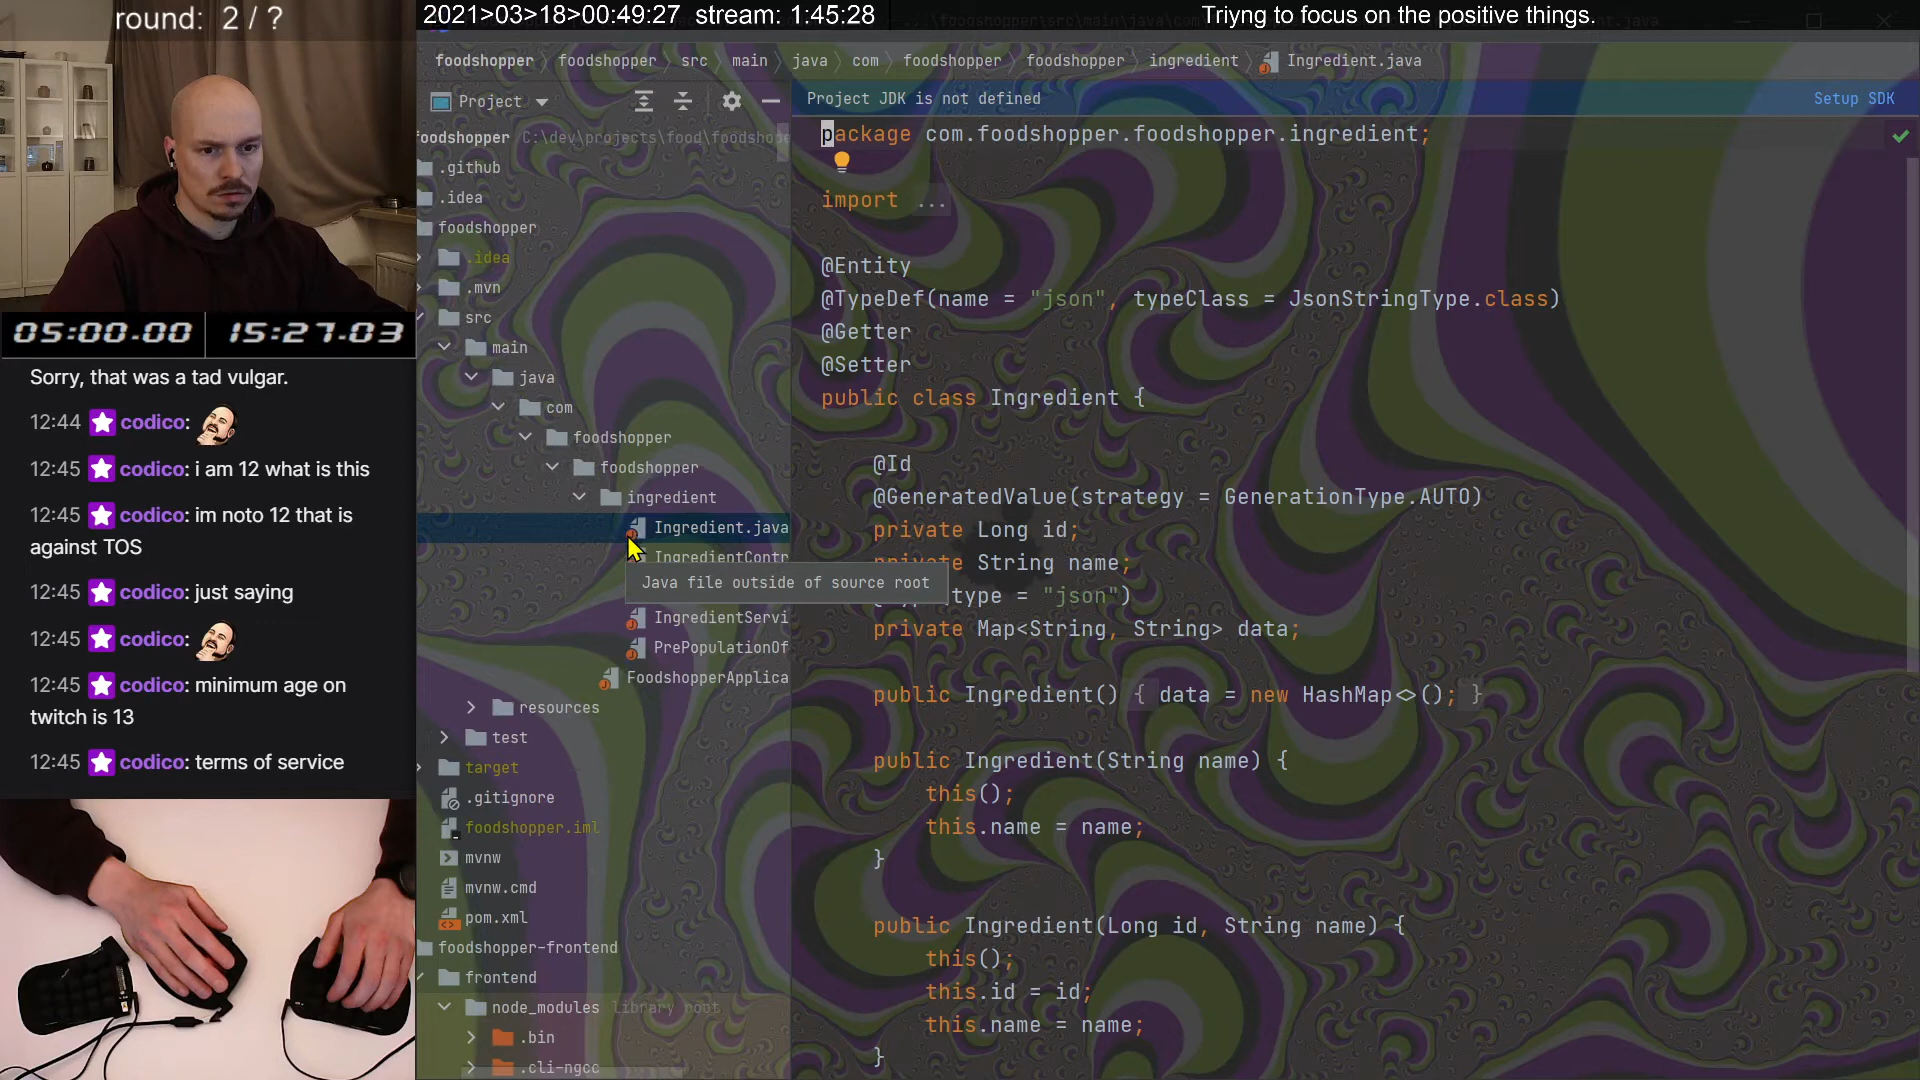 round: 2 / ?
2021>03>18>00:49:27 stream: 1:45:28
Triyng to focus on the positive things.
foodshopper
foodshopper
src
main
java
com
foodshopper
foodshopper
ingredient
Ingredient.java
Project
Project JDK is not defined
Setup SDK
foodshopper C:\dev\projects\food\foodshop
.github
.idea
foodshopper
.idea
.mvn
src
main
java
com
foodshopper
foodshopper
ingredient
Ingredient.java
IngredientContr
Java file outside of source root
IngredientServi
PrePopulationOf
FoodshopperApplica
resources
test
target
.gitignore
foodshopper.iml
mvnw
mvnw.cmd
pom.xml
foodshopper-frontend
frontend
node_modules library root
.bin
.cli-ngcc
package com.foodshopper.foodshopper.ingredient;
import ...
@Entity
@TypeDef(name = "json", typeClass = JsonStringType.class)
@Getter
@Setter
public class Ingredient {
@Id
@GeneratedValue(strategy = GenerationType.AUTO)
private Long id;
private String name;
type = "json")
private Map<String, String> data;
public Ingredient() { data = new HashMap<>(); }
public Ingredient(String name) {
this();
this.name = name;
}
public Ingredient(Long id, String name) {
this();
this.id = id;
this.name = name;
}
05:00.00
15:27.03
Sorry, that was a tad vulgar.
12:44 codico:
12:45 codico: i am 12 what is this
12:45 codico: im noto 12 that is
against TOS
12:45 codico: just saying
12:45 codico:
12:45 codico: minimum age on
twitch is 13
12:45 codico: terms of service